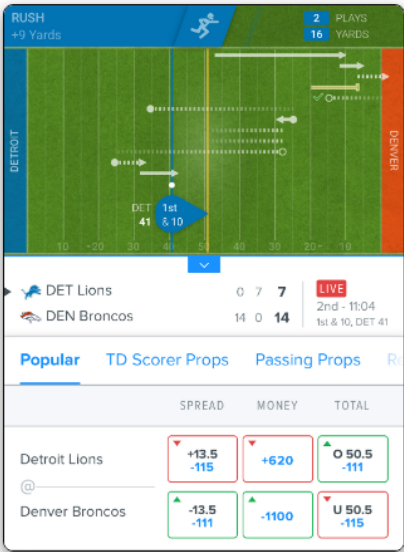 RUSH
+9 Yards
2 PLAYS
16 YARDS
DETROIT
DENVER
DET 41
1st & 10
10 -20 30 40 50 20- 10
DET Lions 0 7 7
DEN Broncos 14 0 14
LIVE
2nd - 11:04
1st & 10, DET 41
Popular TD Scorer Props Passing Props
SPREAD MONEY TOTAL
Detroit Lions +13.5 -115 +620 O 50.5 -111
@
Denver Broncos -13.5 -111 -1100 U 50.5 -115